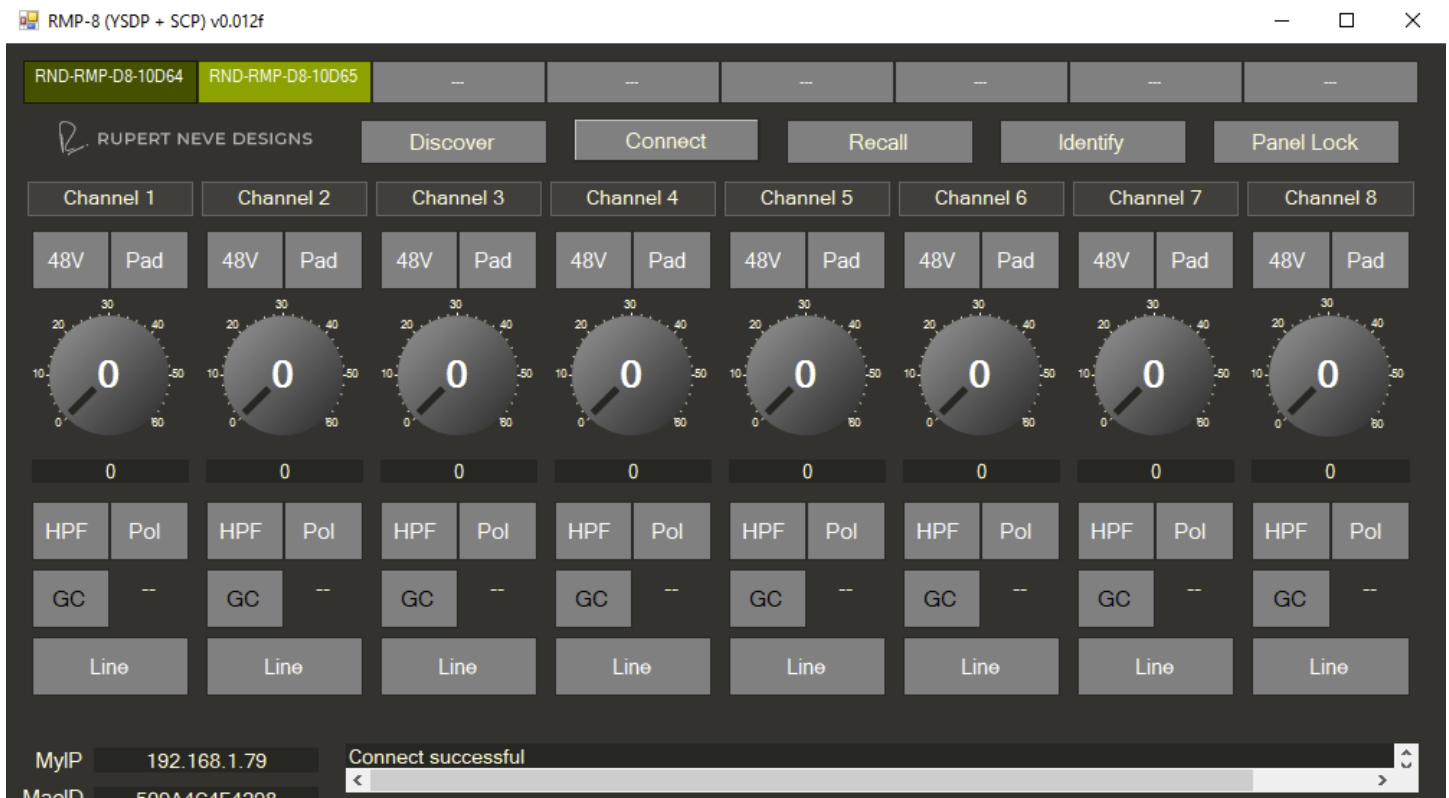 RMP-8 (YSDP + SCP) v0.012f
RND-RMP-D8-10D64 RND-RMP-D8-10D65 --- --- --- --- --- ---
R. RUPERT NEVE DESIGNS Discover Connect Recall Identify Panel Lock
Channel 1 Channel 2 Channel 3 Channel 4 Channel 5 Channel 6 Channel 7 Channel 8
48V Pad 48V Pad 48V Pad 48V Pad 48V Pad 48V Pad 48V Pad 48V Pad
30 30 30 30 30 30 30 30
20 40 20 40 20 40 20 40 20 40 20 40 20 40 20 40
10 0 50 10 0 50 10 0 50 10 0 50 10 0 50 10 0 50 10 0 50 10 0 50
0 60 0 60 0 60 0 60 0 60 0 60 0 60 0 60
0 0 0 0 0 0 0 0
HPF Pol HPF Pol HPF Pol HPF Pol HPF Pol HPF Pol HPF Pol HPF Pol
GC -- GC -- GC -- GC -- GC -- GC -- GC -- GC --
Line Line Line Line Line Line Line Line
MyIP 192.168.1.79 Connect successful
MacID